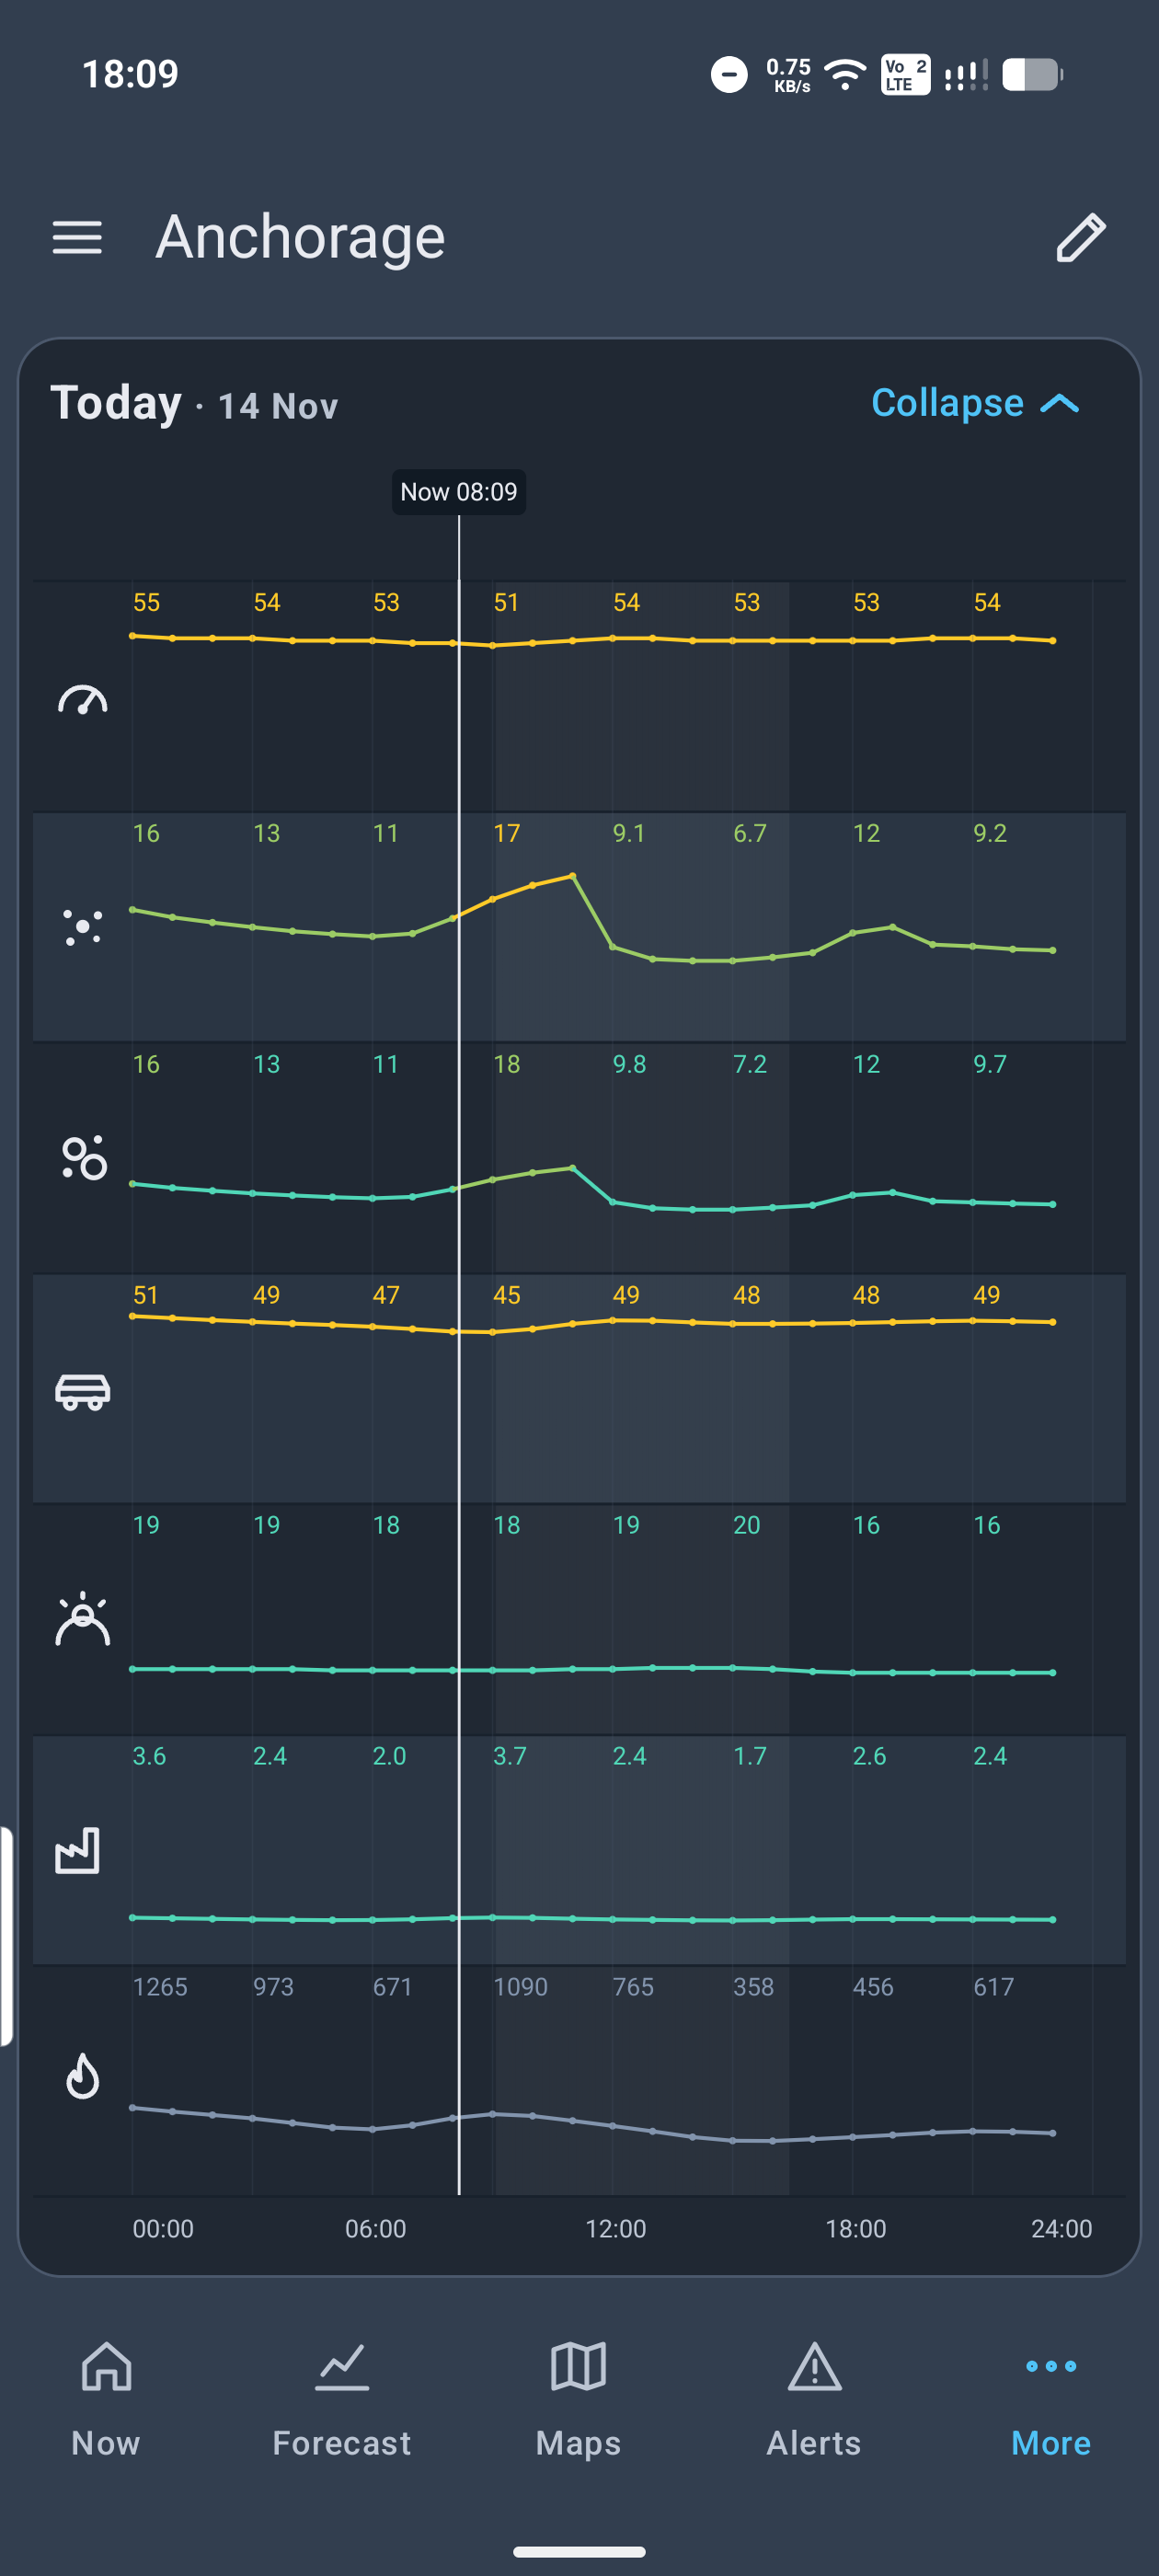 18:09
0.75
KB/s
Vo 2
LTE
Anchorage
Today · 14 Nov
Collapse
Now 08:09
55 54 53 51 54 53 53 54
16 13 11 17 9.1 6.7 12 9.2
16 13 11 18 9.8 7.2 12 9.7
51 49 47 45 49 48 48 49
19 19 18 18 19 20 16 16
3.6 2.4 2.0 3.7 2.4 1.7 2.6 2.4
1265 973 671 1090 765 358 456 617
00:00 06:00 12:00 18:00 24:00
Now Forecast Maps Alerts More